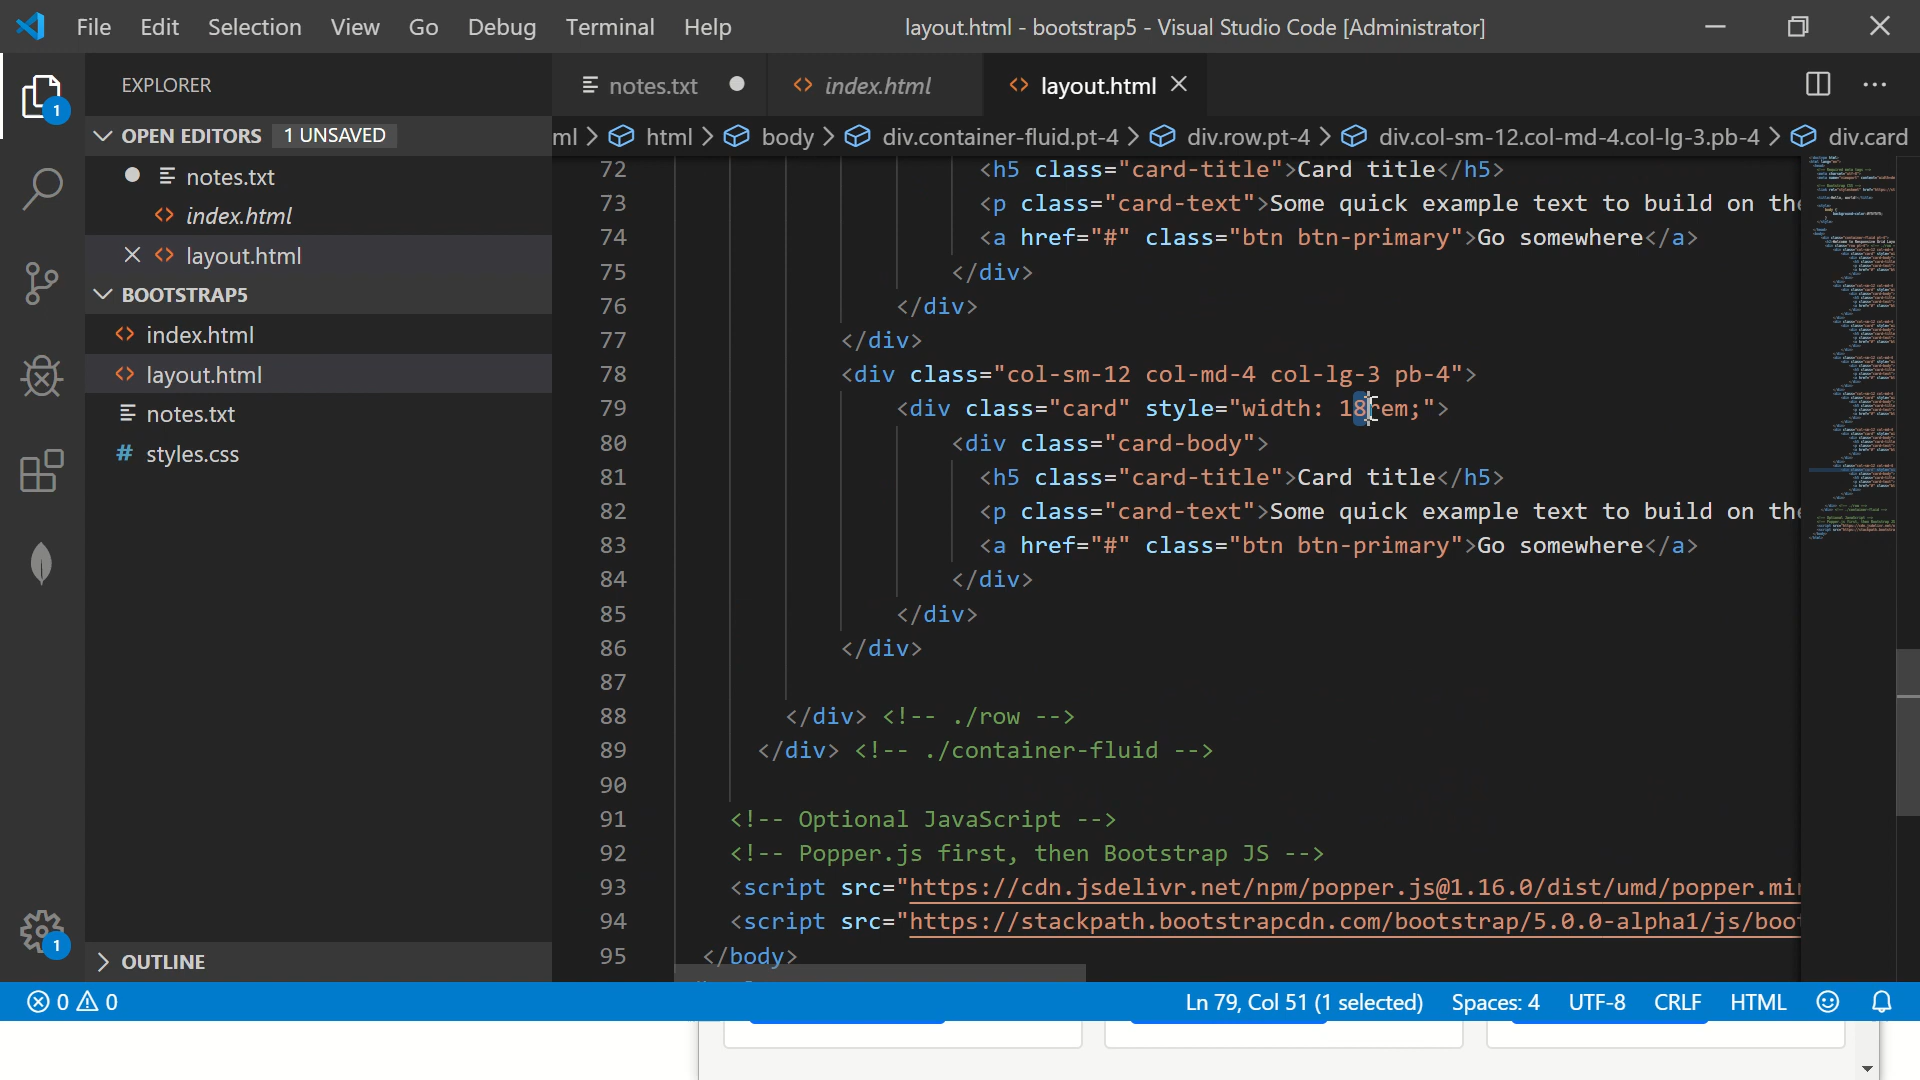 File Edit Selection View Go Debug Terminal Help layout.html - bootstrap5 - Visual Studio Code [Administrator]
EXPLORER
notes.txt index.html layout.html
OPEN EDITORS 1 UNSAVED
notes.txt
index.html
layout.html
BOOTSTRAP5
index.html
layout.html
notes.txt
# styles.css
OUTLINE
1
1
ml > html > body > div.container-fluid.pt-4 > div.row.pt-4 > div.col-sm-12.col-md-4.col-lg-3.pb-4 > div.card
72 <h5 class="card-title">Card title</h5>
73 <p class="card-text">Some quick example text to build on the
74 <a href="#" class="btn btn-primary">Go somewhere</a>
75 </div>
76 </div>
77 </div>
78 <div class="col-sm-12 col-md-4 col-lg-3 pb-4">
79 <div class="card" style="width: 18rem;">
80 <div class="card-body">
81 <h5 class="card-title">Card title</h5>
82 <p class="card-text">Some quick example text to build on the
83 <a href="#" class="btn btn-primary">Go somewhere</a>
84 </div>
85 </div>
86 </div>
87
88 </div> <!-- ./row -->
89 </div> <!-- ./container-fluid -->
90
91 <!-- Optional JavaScript -->
92 <!-- Popper.js first, then Bootstrap JS -->
93 <script src="https://cdn.jsdelivr.net/npm/popper.js@1.16.0/dist/umd/popper.min
94 <script src="https://stackpath.bootstrapcdn.com/bootstrap/5.0.0-alpha1/js/boot
95 </body>
0 0 Ln 79, Col 51 (1 selected) Spaces: 4 UTF-8 CRLF HTML